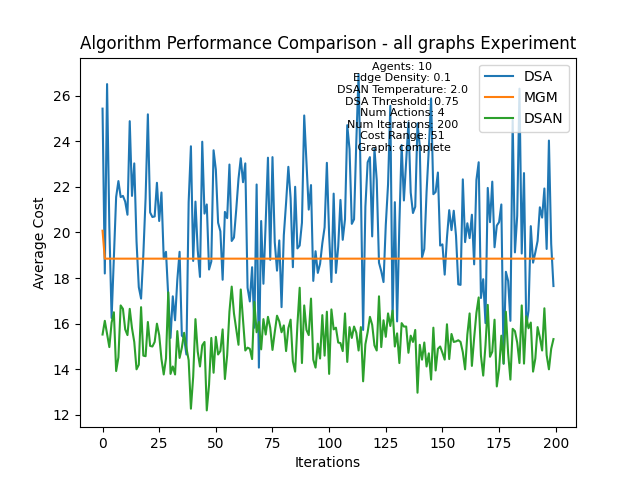 Algorithm Performance Comparison - all graphs Experiment
Agents: 10
Edge Density: 0.1
DSAN Temperature: 2.0
DSA Threshold: 0.75
Num Actions: 4
Num Iterations: 200
Cost Range: 51
Graph: complete
DSA
MGM
DSAN
Average Cost
26
24
22
20
18
16
14
12
0
25
50
75
100
125
150
175
200
Iterations